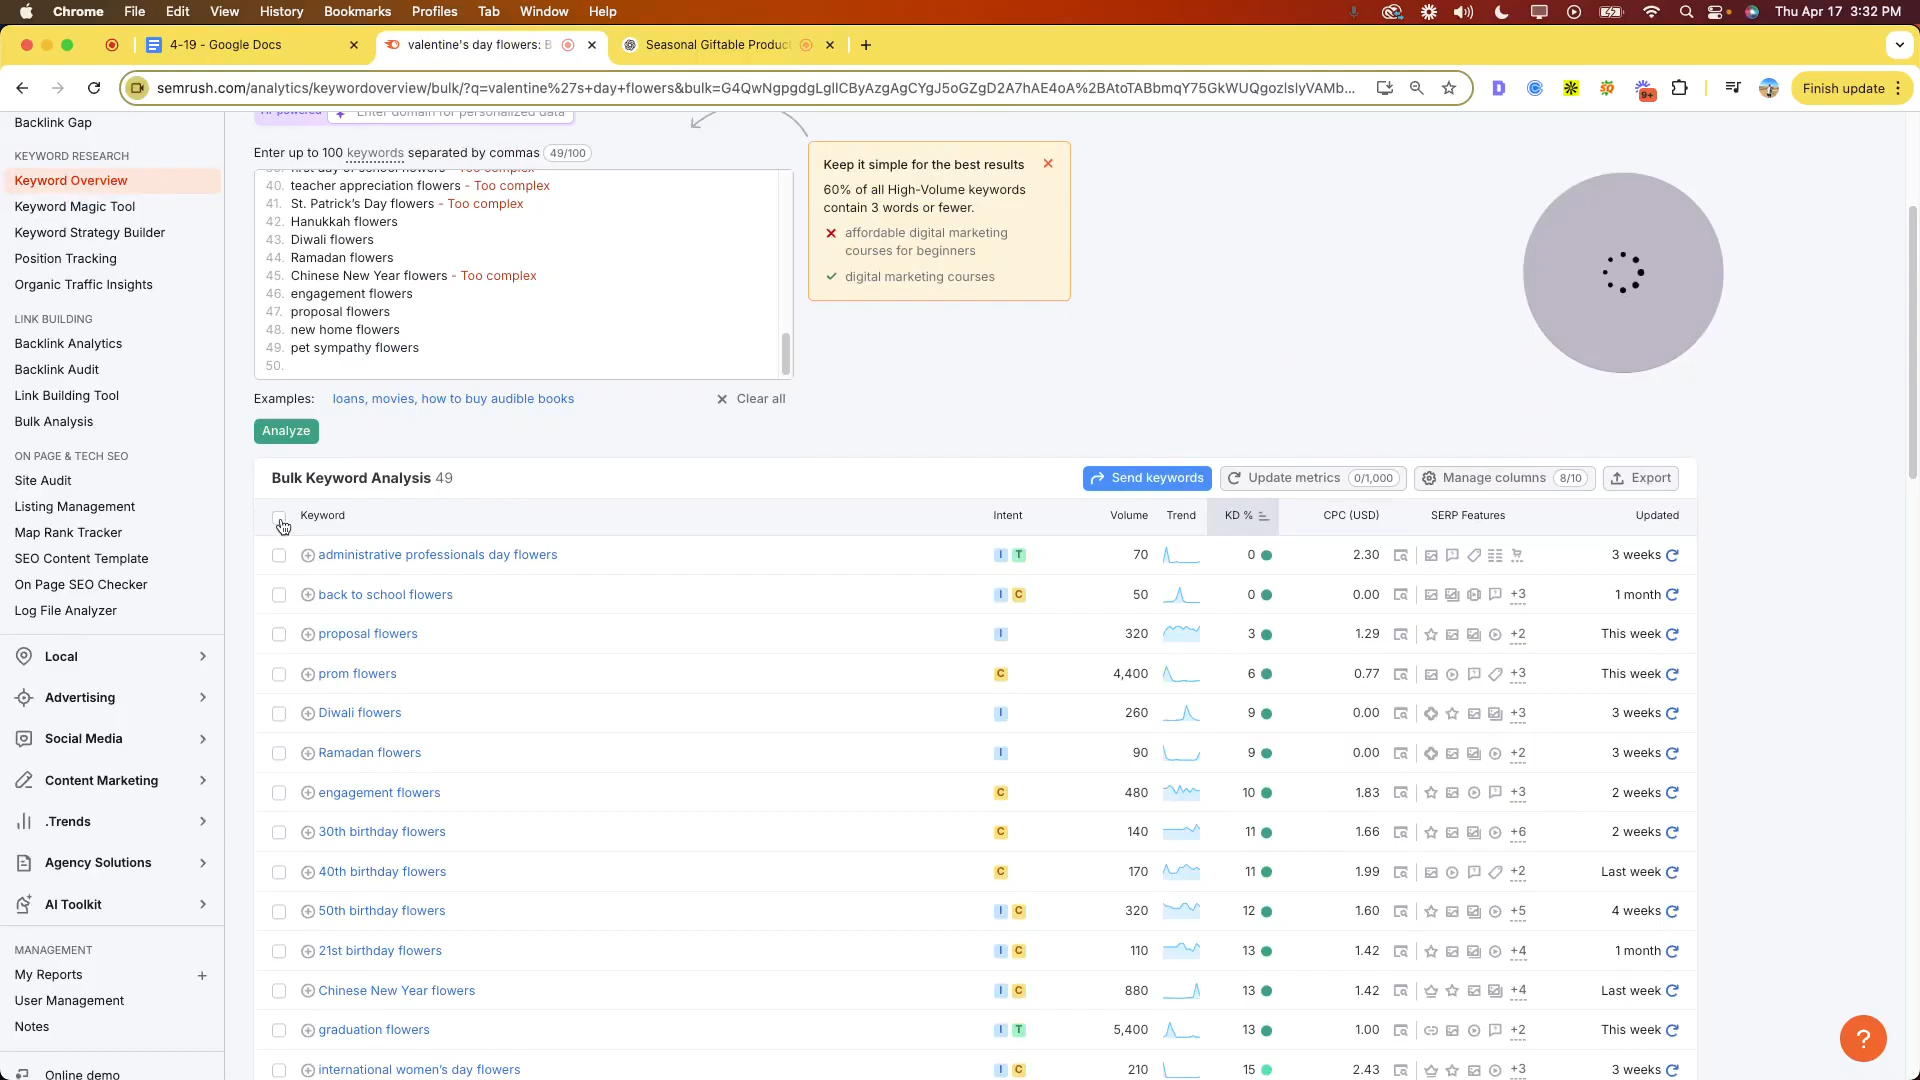 Chrome File Edit View History Bookmarks Profiles Tab Window Help Thu Apr 17 3:32 PM
4-19 - Google Docs valentine's day flowers: B Seasonal Giftable Product
semrush.com/analytics/keywordoverview/bulk/?q=valentine%27s+day+flowers&bulk=G4QwNgpgdgLgllCByAzgAgCYgJ5oGZgD2A7hAE4oA%2BAtoTABbmqY75GkWUQgozlslyVAMb... 9+ Finish update
Backlink Gap
KEYWORD RESEARCH
Keyword Overview
Keyword Magic Tool
Keyword Strategy Builder
Position Tracking
Organic Traffic Insights
LINK BUILDING
Backlink Analytics
Backlink Audit
Link Building Tool
Bulk Analysis
ON PAGE & TECH SEO
Site Audit
Listing Management
Map Rank Tracker
SEO Content Template
On Page SEO Checker
Log File Analyzer
Local
Advertising
Social Media
Content Marketing
.Trends
Agency Solutions
AI Toolkit
MANAGEMENT
My Reports +
User Management
Notes
Online demo
AI-powered Enter domain for personalized data
Enter up to 100 keywords separated by commas 49/100
39. first day of school flowers - Too complex
40. teacher appreciation flowers - Too complex
41. St. Patrick's Day flowers - Too complex
42. Hanukkah flowers
43. Diwali flowers
44. Ramadan flowers
45. Chinese New Year flowers - Too complex
46. engagement flowers
47. proposal flowers
48. new home flowers
49. pet sympathy flowers
50.
Keep it simple for the best results
60% of all High-Volume keywords
contain 3 words or fewer.
affordable digital marketing
courses for beginners
digital marketing courses
Examples: loans, movies, how to buy audible books Clear all
Analyze
Bulk Keyword Analysis 49 Send keywords Update metrics 0/1,000 Manage columns 8/10 Export
Keyword Intent Volume Trend KD % CPC (USD) SERP Features Updated
administrative professionals day flowers I T 70 0 2.30 3 weeks
back to school flowers I C 50 0 0.00 +3 1 month
proposal flowers I 320 3 1.29 +2 This week
prom flowers C 4,400 6 0.77 +3 This week
Diwali flowers I 260 9 0.00 +3 3 weeks
Ramadan flowers I 90 9 0.00 +2 3 weeks
engagement flowers C 480 10 1.83 +3 2 weeks
30th birthday flowers C 140 11 1.66 +6 2 weeks
40th birthday flowers C 170 11 1.99 +2 Last week
50th birthday flowers I C 320 12 1.60 +5 4 weeks
21st birthday flowers I C 110 13 1.42 +4 1 month
Chinese New Year flowers I C 880 13 1.42 +4 Last week
graduation flowers I T 5,400 13 1.00 +2 This week
international women's day flowers I C 210 15 2.43 +3 3 weeks
?